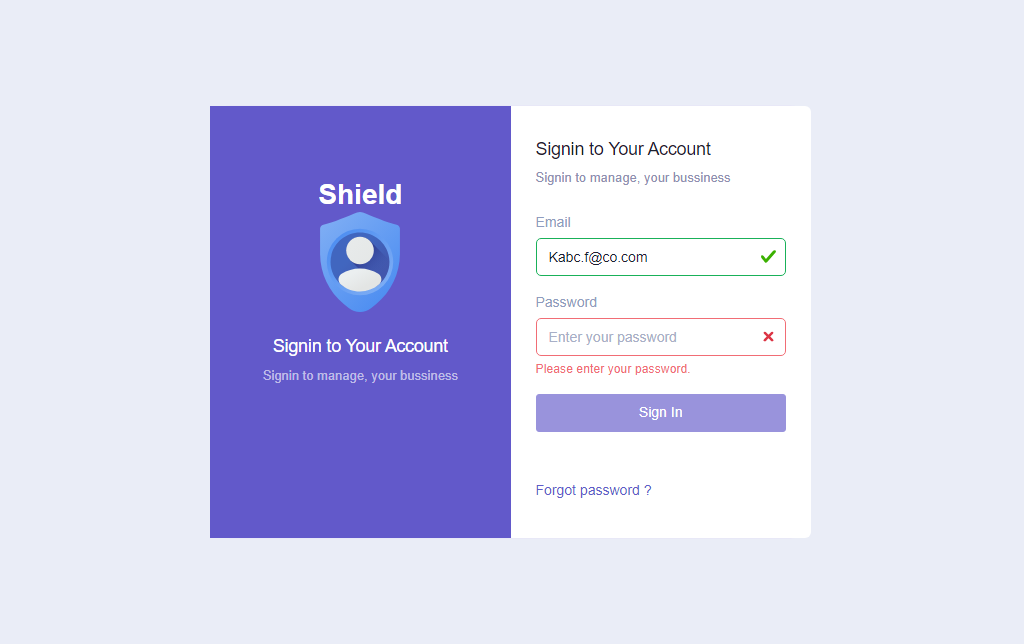 Shield
Signin to Your Account
Signin to manage, your bussiness
Signin to Your Account
Signin to manage, your bussiness
Email
Kabc.f@co.com
Password
Enter your password
Please enter your password.
Sign In
Forgot password ?